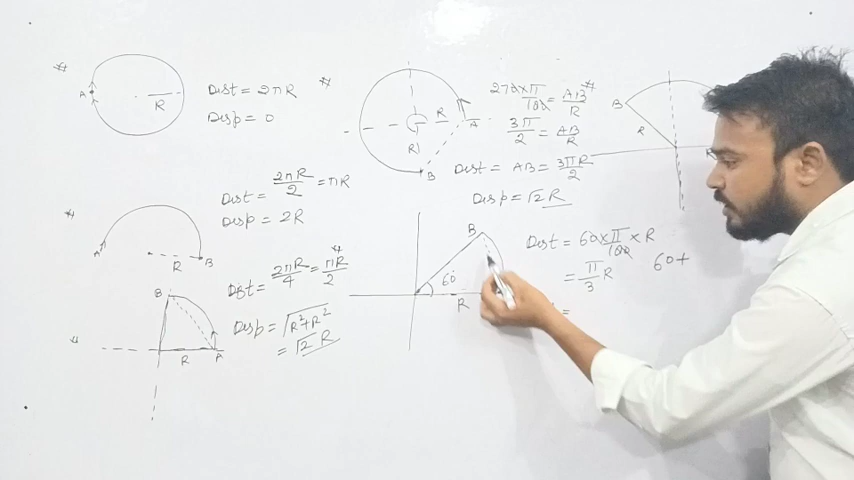 *
A
R
Dist = 2πR
Disp = 0
*
A
R
B
Dist = 2πR/2 = πR
Disp = 2R
*
B
R
A
Dist = 2πR/4 = πR/2
Disp = √R²+R²
= √2 R
*
R
A
R
B
270×π/180 = AB/R
3π/2 = AB/R
Dist = AB = 3πR/2
Disp = √2 R
*
B
60°
R
Dist = 60×π/180 × R
= π/3 R
=
60+
*
B
R